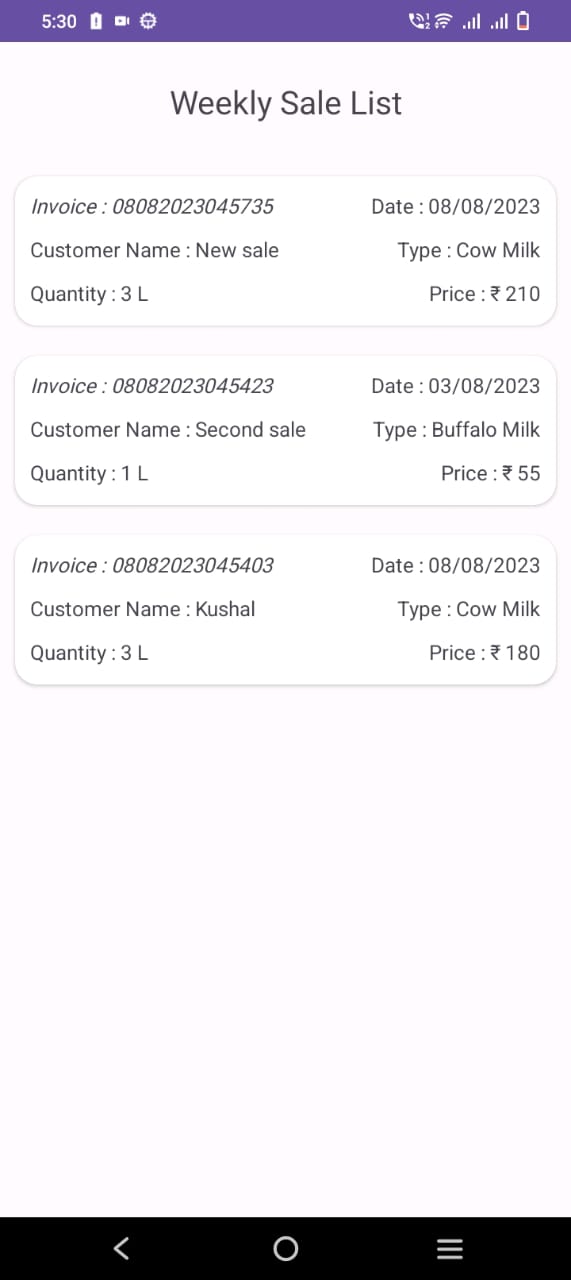 5:30
Weekly Sale List
Invoice : 08082023045735 Date : 08/08/2023
Customer Name : New sale Type : Cow Milk
Quantity : 3 L Price : ₹ 210
Invoice : 08082023045423 Date : 03/08/2023
Customer Name : Second sale Type : Buffalo Milk
Quantity : 1 L Price : ₹ 55
Invoice : 08082023045403 Date : 08/08/2023
Customer Name : Kushal Type : Cow Milk
Quantity : 3 L Price : ₹ 180